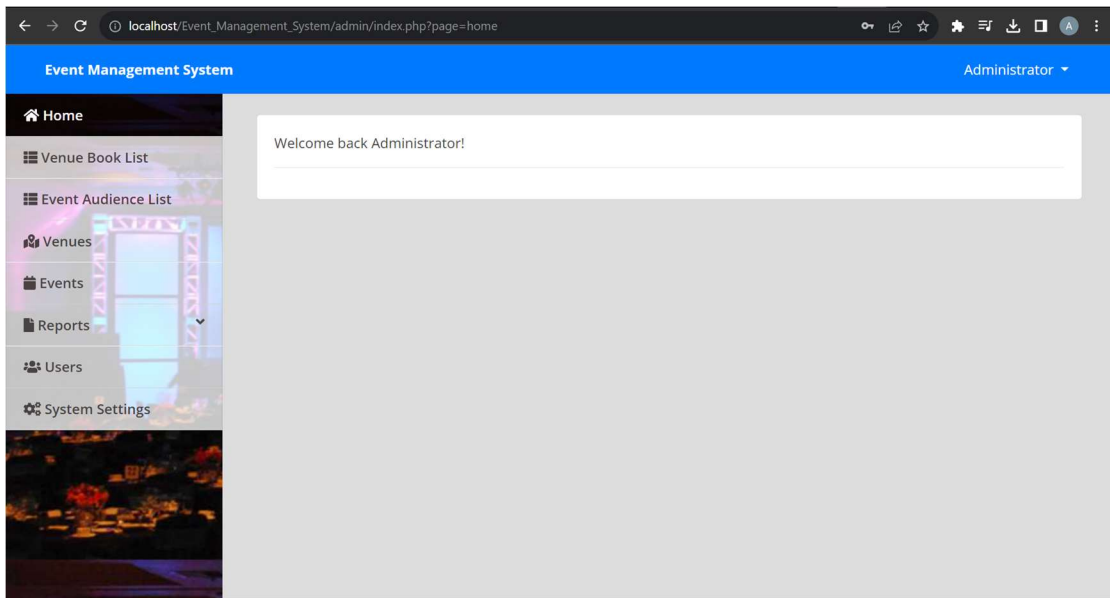 localhost/Event_Management_System/admin/index.php?page=home
A
Event Management System
Administrator
Home
Welcome back Administrator!
Venue Book List
Event Audience List
Venues
Events
Reports
Users
System Settings